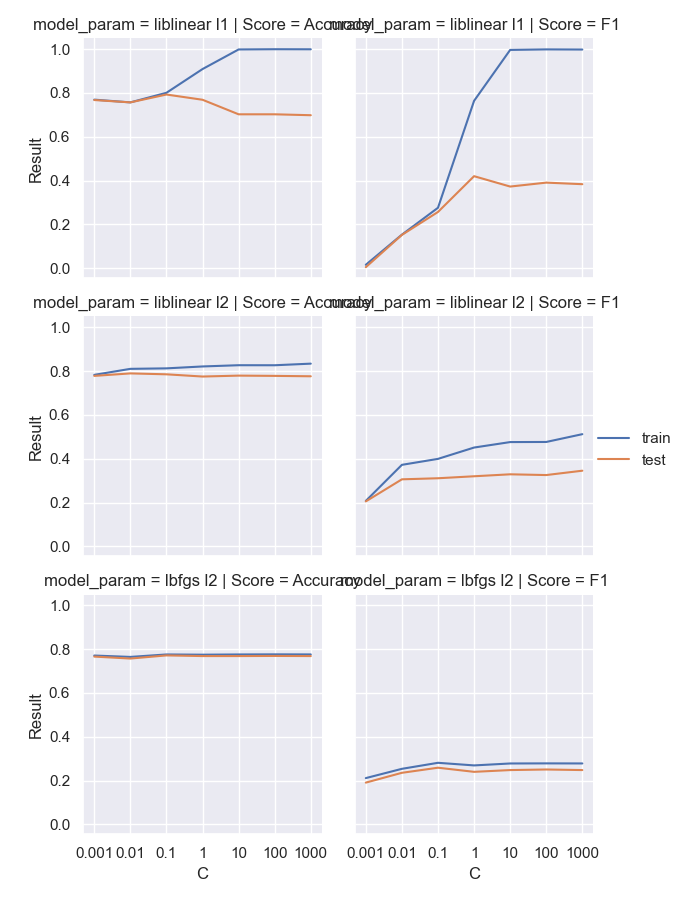 model_param = liblinear l1 | Score = Accuracy
model_param = liblinear l1 | Score = F1
1.0
0.8
0.6
0.4
0.2
0.0
Result
model_param = liblinear l2 | Score = Accuracy
model_param = liblinear l2 | Score = F1
1.0
0.8
0.6
0.4
0.2
0.0
Result
train
test
model_param = lbfgs l2 | Score = Accuracy
model_param = lbfgs l2 | Score = F1
1.0
0.8
0.6
0.4
0.2
0.0
Result
0.001 0.01 0.1 1 10 100 1000
C
0.001 0.01 0.1 1 10 100 1000
C